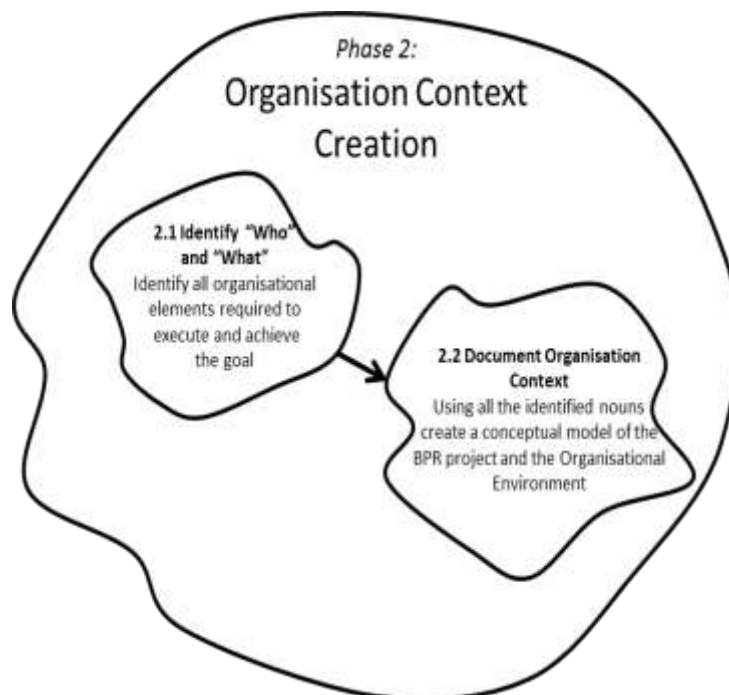 Phase 2:
Organisation Context
Creation
2.1 Identify "Who"
and "What"
Identify all organisational
elements required to
execute and achieve
the goal
2.2 Document Organisation
Context
Using all the identified nouns
create a conceptual model of the
BPR project and the Organisational
Environment